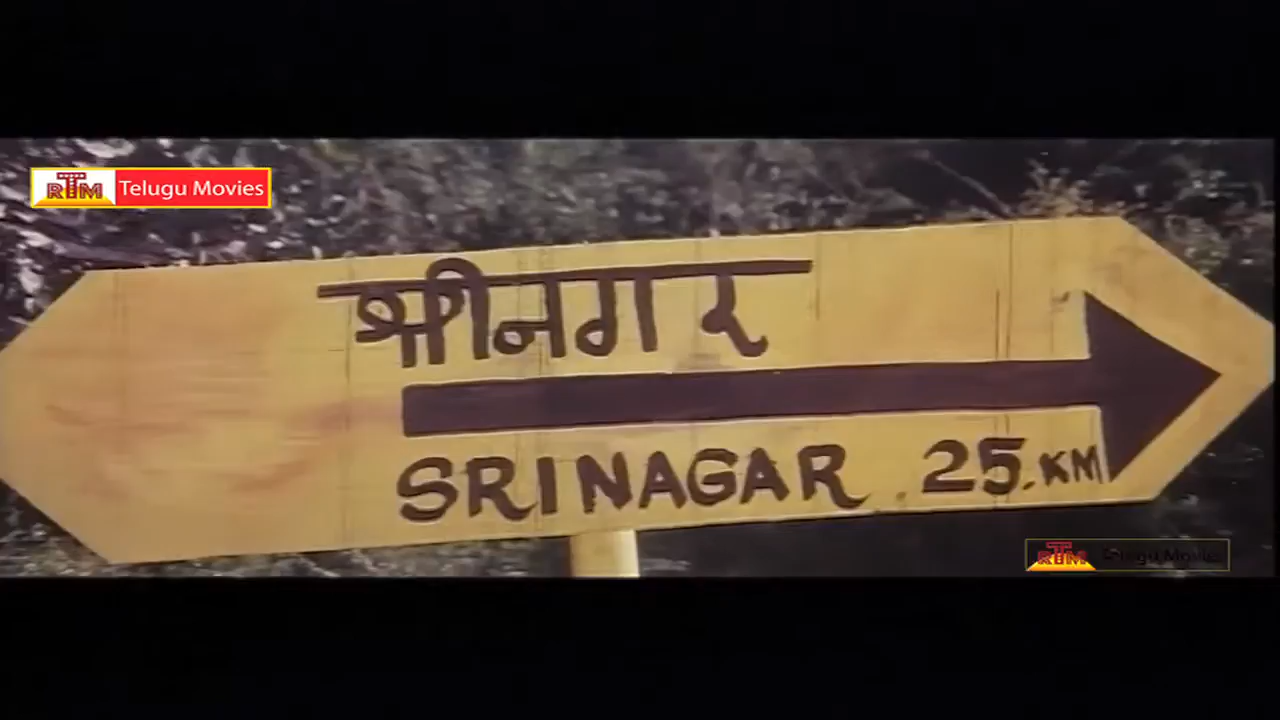 RTM Telugu Movies
श्रीनगर
SRINAGAR . 25. KM
RTM Telugu Movies